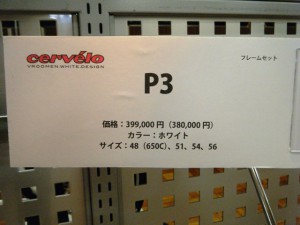 フレームセット
cervélo
VROOMEN.WHITE.DESIGN
P3
価格：399,000 円（380,000 円）
カラー：ホワイト
サイズ：48（650C）、51、54、56